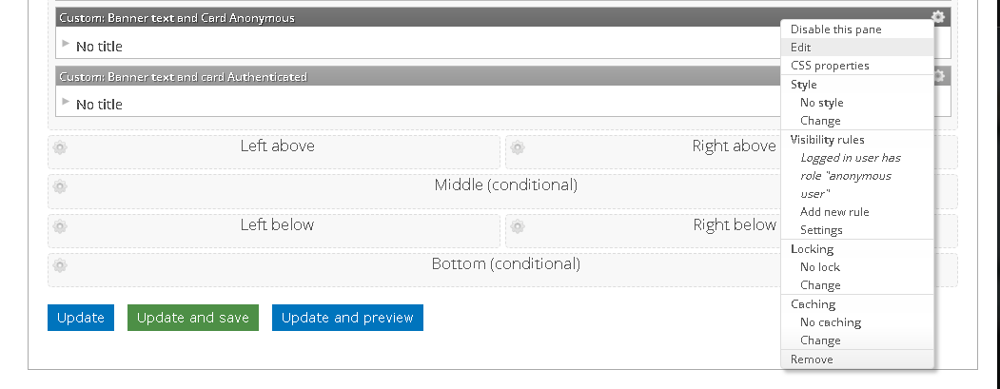 Custom: Banner text and Card Anonymous
No title
Custom: Banner text and card Authenticated
No title
Left above
Right above
Middle (conditional)
Left below
Right below
Bottom (conditional)
Update
Update and save
Update and preview
Disable this pane
Edit
CSS properties
Style
No style
Change
Visibility rules
Logged in user has
role "anonymous
user"
Add new rule
Settings
Locking
No lock
Change
Caching
No caching
Change
Remove